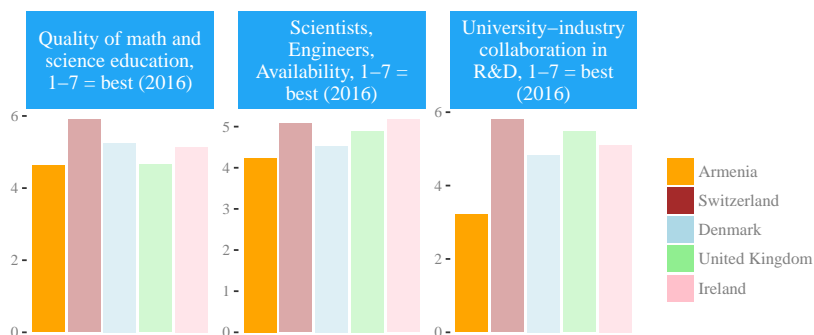 Quality of math and
science education,
1–7 = best (2016)
Scientists,
Engineers,
Availability, 1–7 =
best (2016)
University–industry
collaboration in
R&D, 1–7 = best
(2016)
6
4
2
0
5
4
3
2
1
0
6
4
2
0
Armenia
Switzerland
Denmark
United Kingdom
Ireland